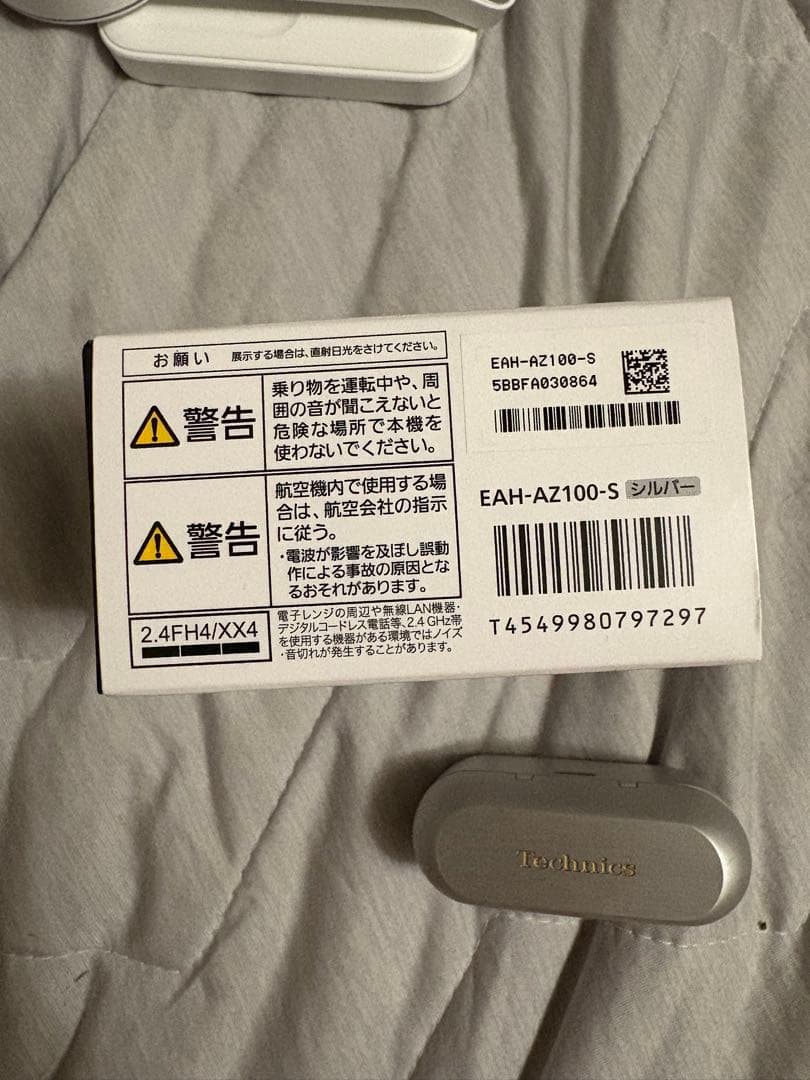 お願い 展示する場合は、直射日光をさけてください。
警告
乗り物を運転中や、周
囲の音が聞こえないと
危険な場所で本機を
使わないでください。
警告
航空機内で使用する場
合は、航空会社の指示
に従う。
・電波が影響を及ぼし誤動
作による事故の原因とな
るおそれがあります。
2.4FH4/XX4
電子レンジの周辺や無線LAN機器・
デジタルコードレス電話等、2.4 GHz帯
を使用する機器がある環境ではノイズ
・音切れが発生することがあります。
EAH-AZ100-S
5BBFA030864
EAH-AZ100-S シルバー
T4549980797297
Technics